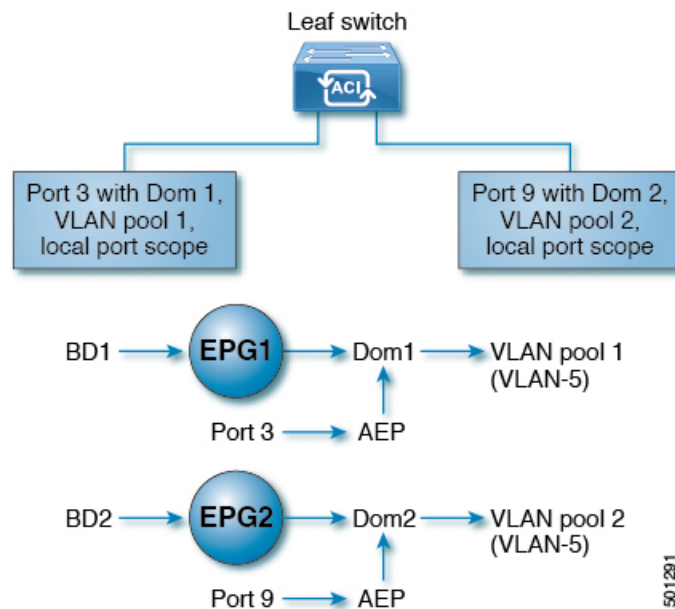 Leaf switch
ACI
Port 3 with Dom 1,
VLAN pool 1,
local port scope
Port 9 with Dom 2,
VLAN pool 2,
local port scope
BD1
EPG1
Dom1
VLAN pool 1
(VLAN-5)
Port 3
AEP
BD2
EPG2
Dom2
VLAN pool 2
(VLAN-5)
Port 9
AEP
501291